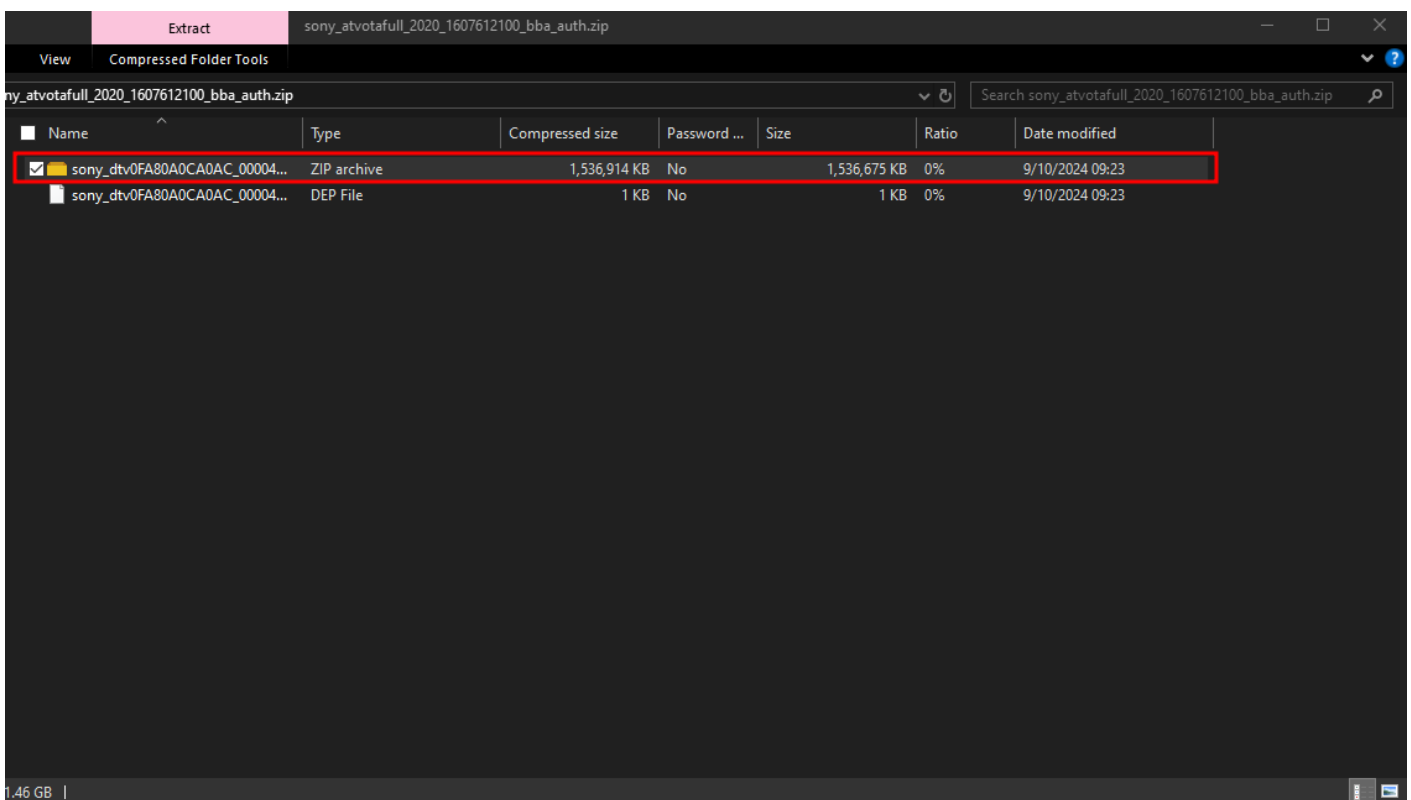 Extract sony_atvotafull_2020_1607612100_bba_auth.zip
View Compressed Folder Tools
ny_atvotafull_2020_1607612100_bba_auth.zip Search sony_atvotafull_2020_1607612100_bba_auth.zip
Name Type Compressed size Password ... Size Ratio Date modified
sony_dtv0FA80A0CA0AC_00004... ZIP archive 1,536,914 KB No 1,536,675 KB 0% 9/10/2024 09:23
sony_dtv0FA80A0CA0AC_00004... DEP File 1 KB No 1 KB 0% 9/10/2024 09:23
1.46 GB